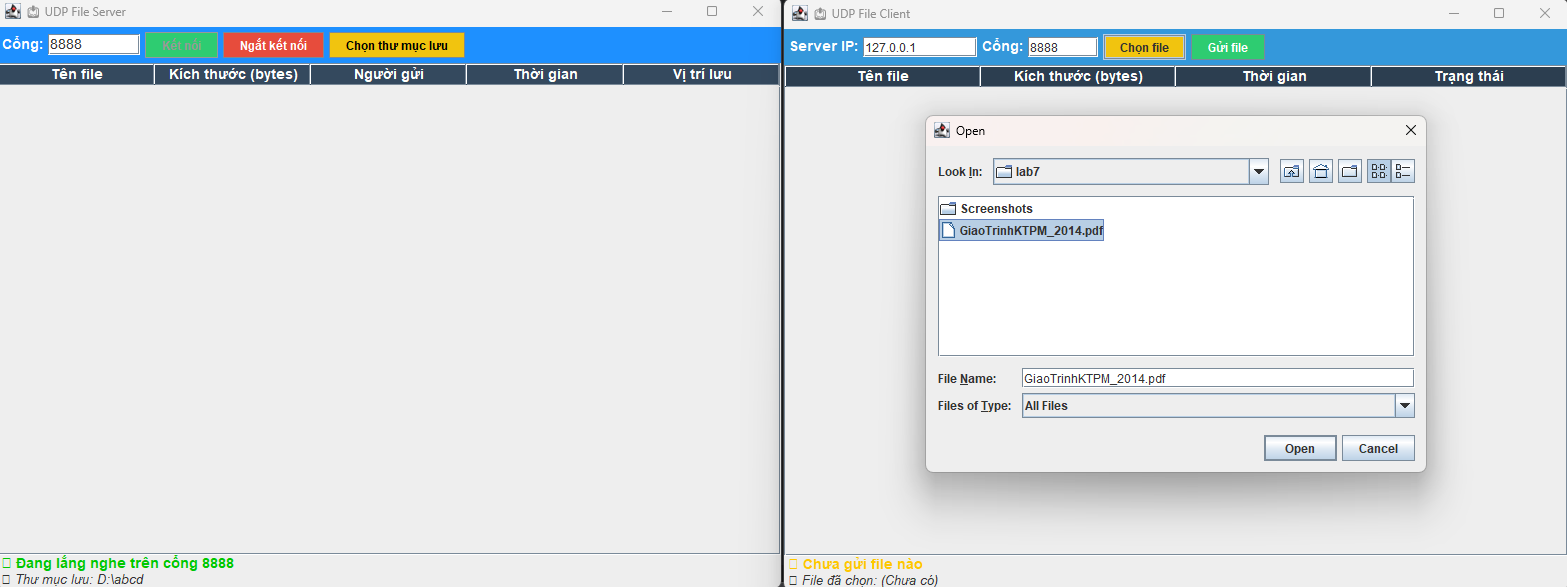 UDP File Server
Cổng: 8888 Kết nối Ngắt kết nối Chọn thư mục lưu
Tên file Kích thước (bytes) Người gửi Thời gian Vị trí lưu
Đang lắng nghe trên cổng 8888
Thư mục lưu: D:\abcd
UDP File Client
Server IP: 127.0.0.1 Cổng: 8888 Chọn file Gửi file
Tên file Kích thước (bytes) Thời gian Trạng thái
Open
Look In: lab7
Screenshots
GiaoTrinhKTPM_2014.pdf
File Name: GiaoTrinhKTPM_2014.pdf
Files of Type: All Files
Open Cancel
Chưa gửi file nào
File đã chọn: (Chưa có)